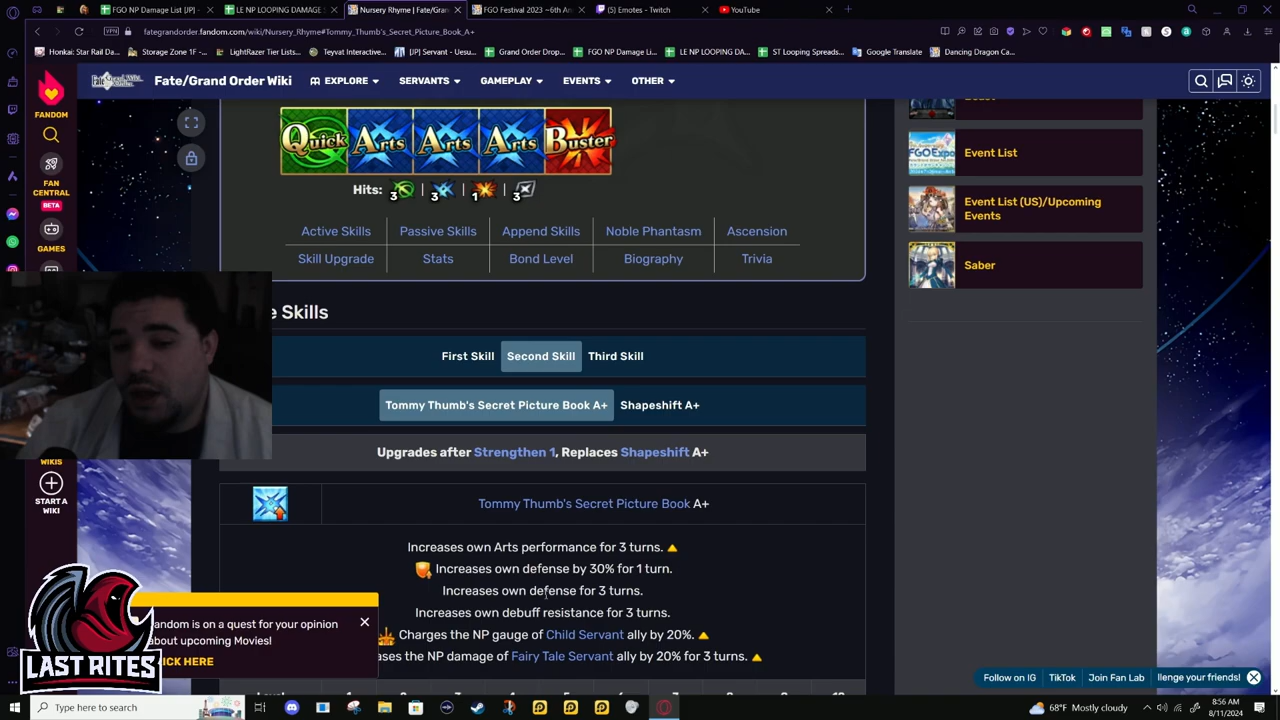 FGO NP Damage List [JP] -
LE NP LOOPING DAMAGE
Nursery Rhyme | Fate/Grand
FGO Festival 2023 ~6th An
(5) Emotes - Twitch
YouTube
VPN
fategrandorder.fandom.com/wiki/Nursery_Rhyme#Tommy_Thumb's_Secret_Picture_Book_A+
Honkai: Star Rail Da...
Storage Zone 1F -...
LightRazer Tier Lists...
Teyvat Interactive...
[JP] Servant - Uesu...
Grand Order Drop...
FGO NP Damage Li...
LE NP LOOPING DA...
ST Looping Spreads...
Google Translate
Dancing Dragon Ca...
Fate/Grand Order Wiki
EXPLORE
SERVANTS
GAMEPLAY
EVENTS
OTHER
FANDOM
FAN CENTRAL
BETA
GAMES
WIKIS
START A WIKI
Quick Arts Arts Arts Buster
Hits: 3 | 3 | 1 | 3
Active Skills
Passive Skills
Append Skills
Noble Phantasm
Ascension
Skill Upgrade
Stats
Bond Level
Biography
Trivia
Event List
Event List (US)/Upcoming Events
Saber
e Skills
First Skill
Second Skill
Third Skill
Tommy Thumb's Secret Picture Book A+
Shapeshift A+
Upgrades after Strengthen 1, Replaces Shapeshift A+
Tommy Thumb's Secret Picture Book A+
Increases own Arts performance for 3 turns.
Increases own defense by 30% for 1 turn.
Increases own defense for 3 turns.
Increases own debuff resistance for 3 turns.
Charges the NP gauge of Child Servant ally by 20%.
ases the NP damage of Fairy Tale Servant ally by 20% for 3 turns.
andom is on a quest for your opinion
about upcoming Movies!
ICK HERE
LAST RITES
Follow on IG
TikTok
Join Fan Lab
llenge your friends!
Type here to search
68°F Mostly cloudy
8:56 AM
8/11/2024